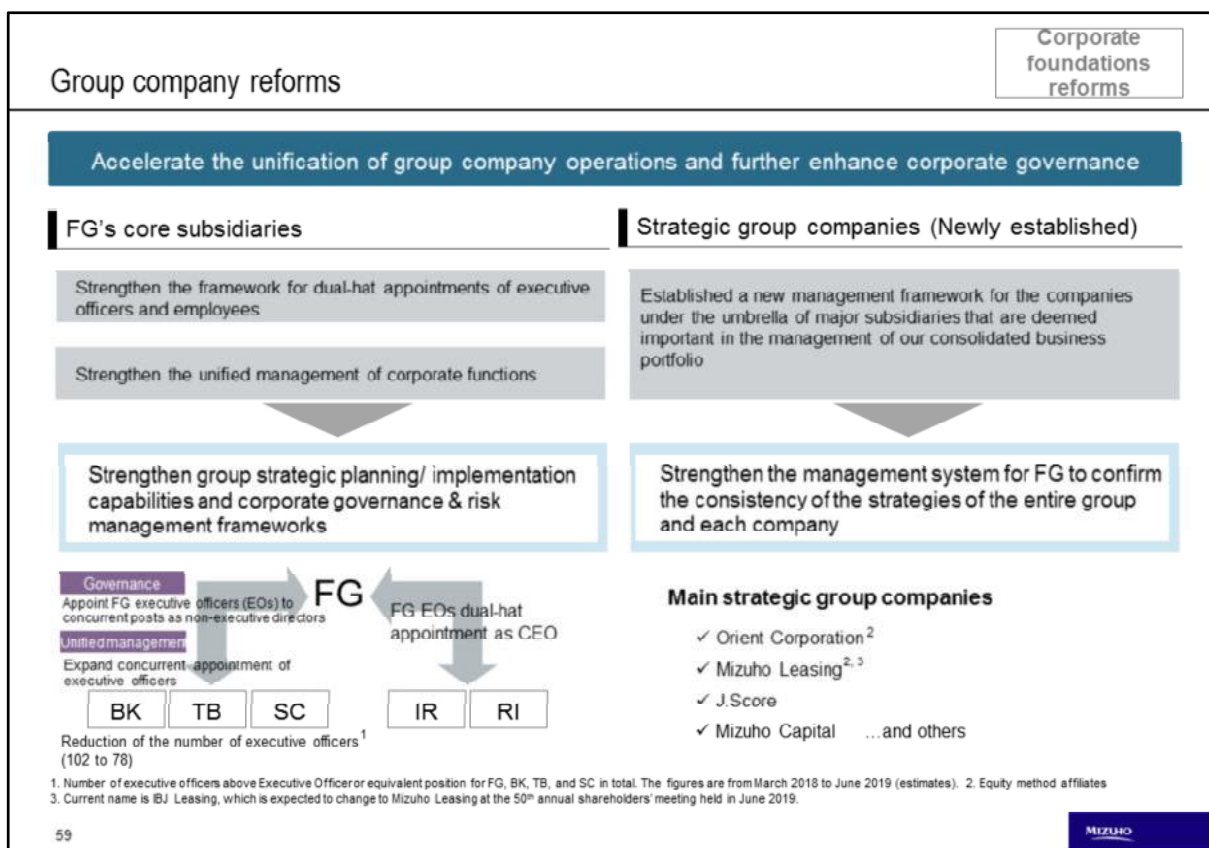 Corporate
foundations
reforms
Group company reforms
Accelerate the unification of group company operations and further enhance corporate governance
FG's core subsidiaries
Strengthen the framework for dual-hat appointments of executive
officers and employees
Strengthen the unified management of corporate functions
Strengthen group strategic planning/ implementation
capabilities and corporate governance & risk
management frameworks
Governance
Appoint FG executive officers (EOs) to
concurrent posts as non-executive directors
Unified management
Expand concurrent appointment of
executive officers
FG
FG EOs dual-hat
appointment as CEO
BK TB SC IR RI
Reduction of the number of executive officers1
(102 to 78)
Strategic group companies (Newly established)
Established a new management framework for the companies
under the umbrella of major subsidiaries that are deemed
important in the management of our consolidated business
portfolio
Strengthen the management system for FG to confirm
the consistency of the strategies of the entire group
and each company
Main strategic group companies
✓ Orient Corporation2
✓ Mizuho Leasing2, 3
✓ J.Score
✓ Mizuho Capital …and others
1. Number of executive officers above Executive Officer or equivalent position for FG, BK, TB, and SC in total. The figures are from March 2018 to June 2019 (estimates). 2. Equity method affiliates
3. Current name is IBJ Leasing, which is expected to change to Mizuho Leasing at the 50th annual shareholders' meeting held in June 2019.
59
MIZUHO